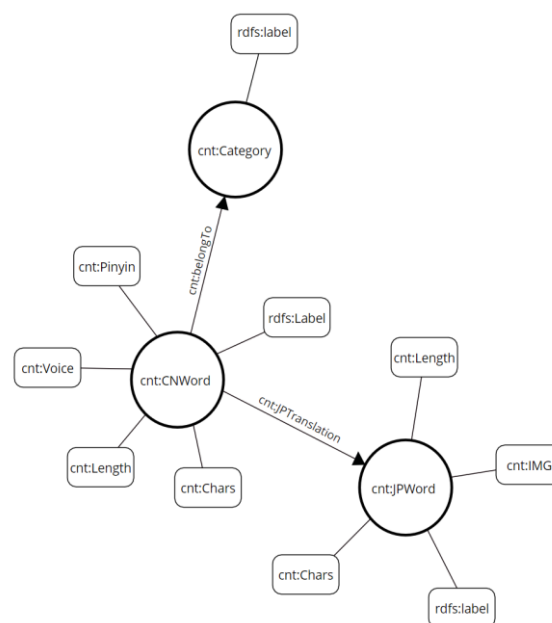 rdfs:label
cnt:Category
cnt:belongTo
cnt:Pinyin
rdfs:Label
cnt:Voice
cnt:CNWord
cnt:Length
cnt:JPTranslation
cnt:Length
cnt:Chars
cnt:IMG
cnt:JPWord
cnt:Chars
rdfs:label